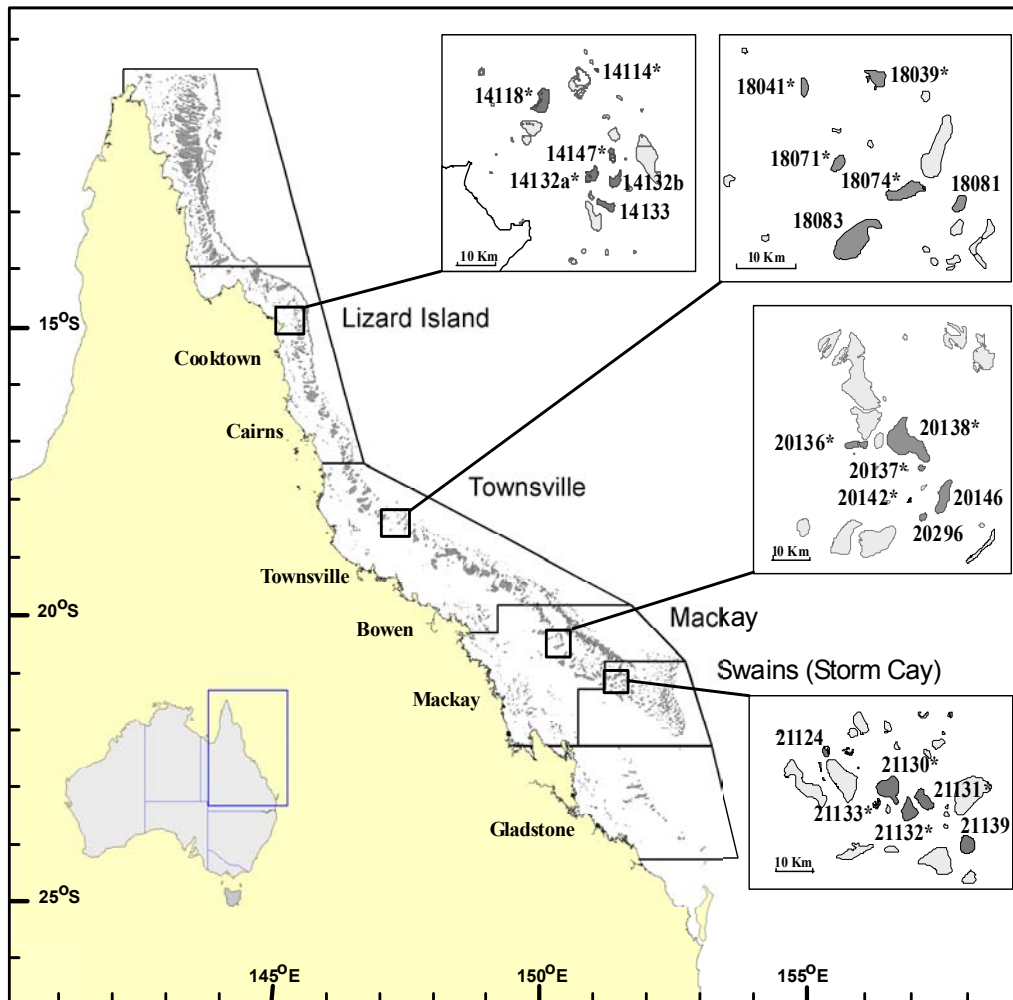 14114*
14118*
14147*
14132a*
14132b
14133
10 Km
18041*
18039*
18071*
18074*
18081
18083
10 Km
15°S
Lizard Island
Cooktown
Cairns
Townsville
20136*
20138*
20137*
20142*
20146
20296
10 Km
Townsville
20°S
Bowen
Mackay
Mackay
Swains (Storm Cay)
21124
21130*
21131*
21133*
21132*
21139
10 Km
Gladstone
25°S
145°E
150°E
155°E